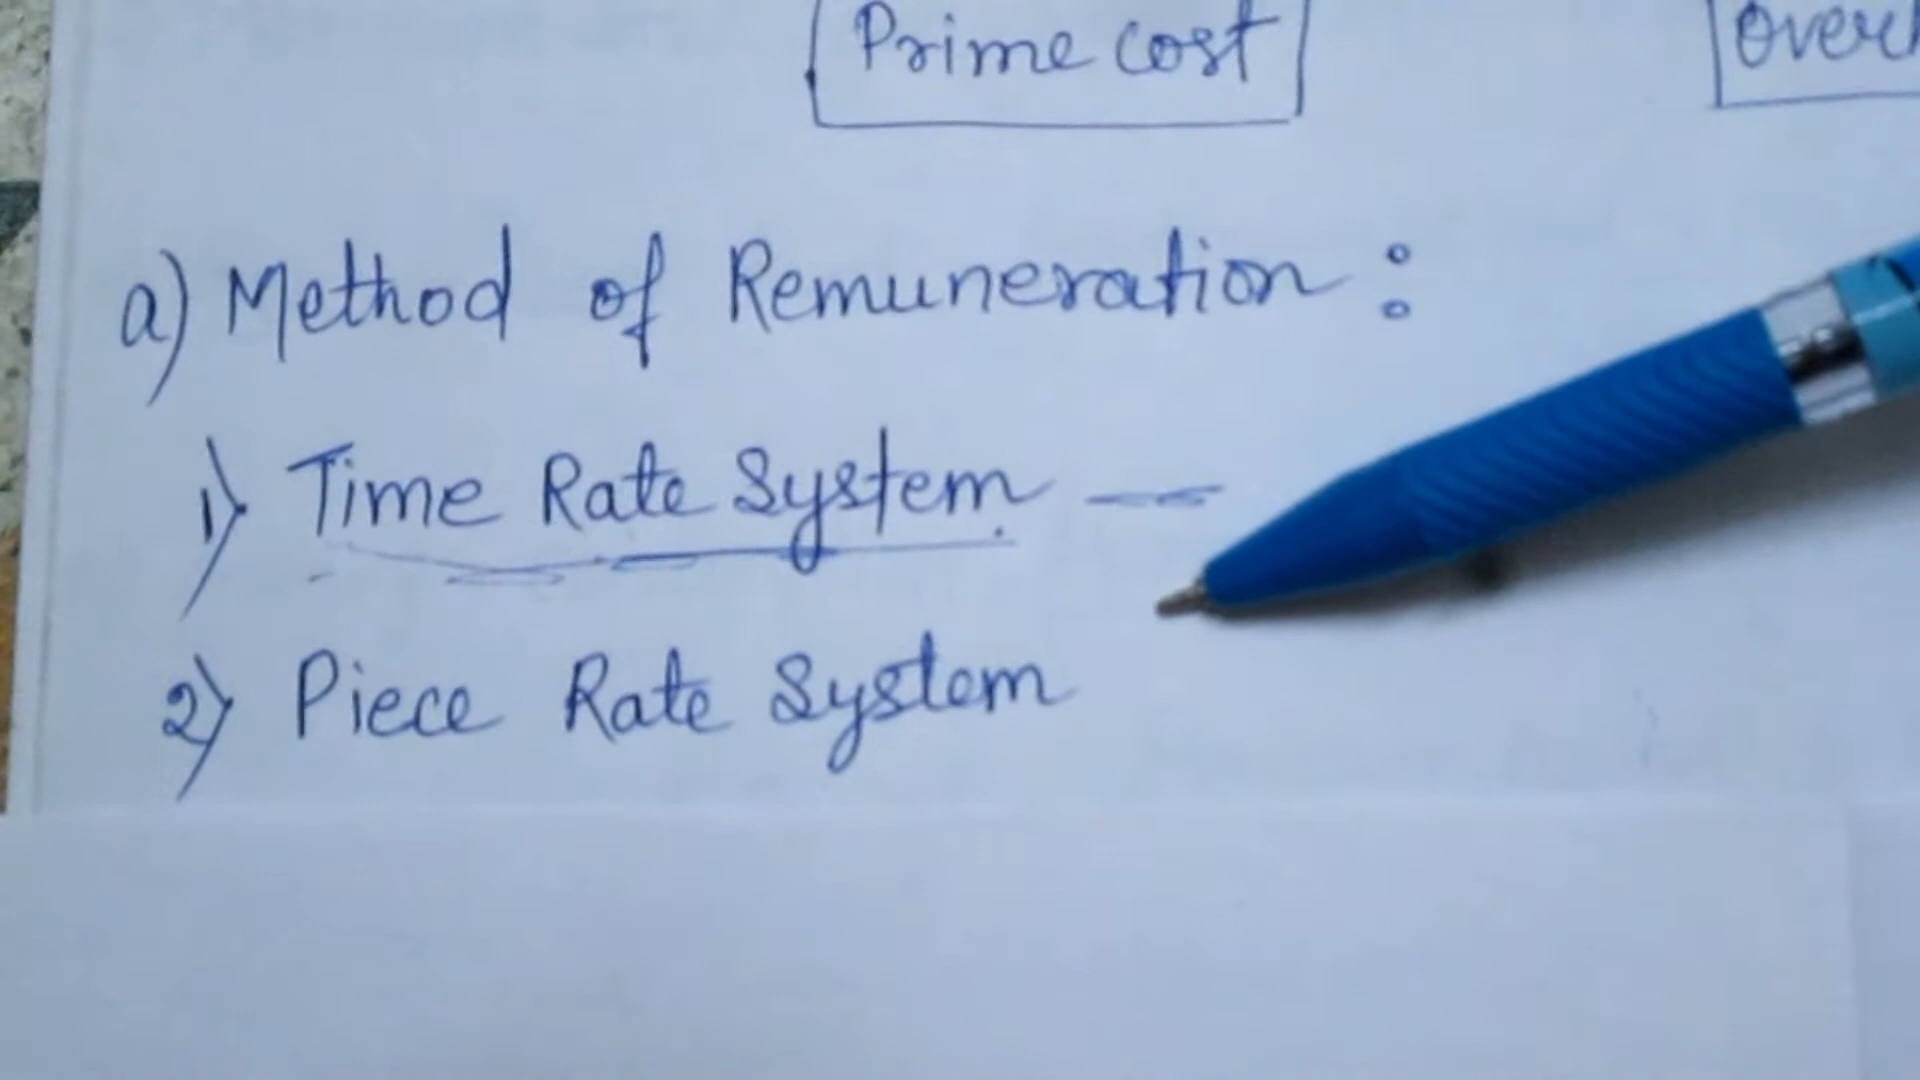 Prime cost
a) Method of Remuneration :
1) Time Rate System —
2) Piece Rate System